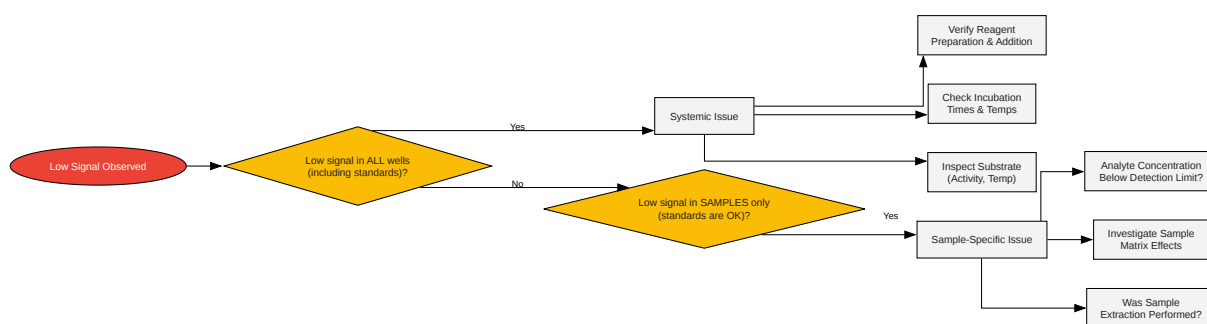 Verify Reagent
Preparation & Addition
Check Incubation
Times & Temps
Systemic Issue
Yes
Low signal in ALL wells
(including standards)?
Low Signal Observed
Inspect Substrate
(Activity, Temp)
Analyte Concentration
Below Detection Limit?
No
Low signal in SAMPLES only
(standards are OK)?
Yes
Sample-Specific Issue
Investigate Sample
Matrix Effects
Was Sample
Extraction Performed?